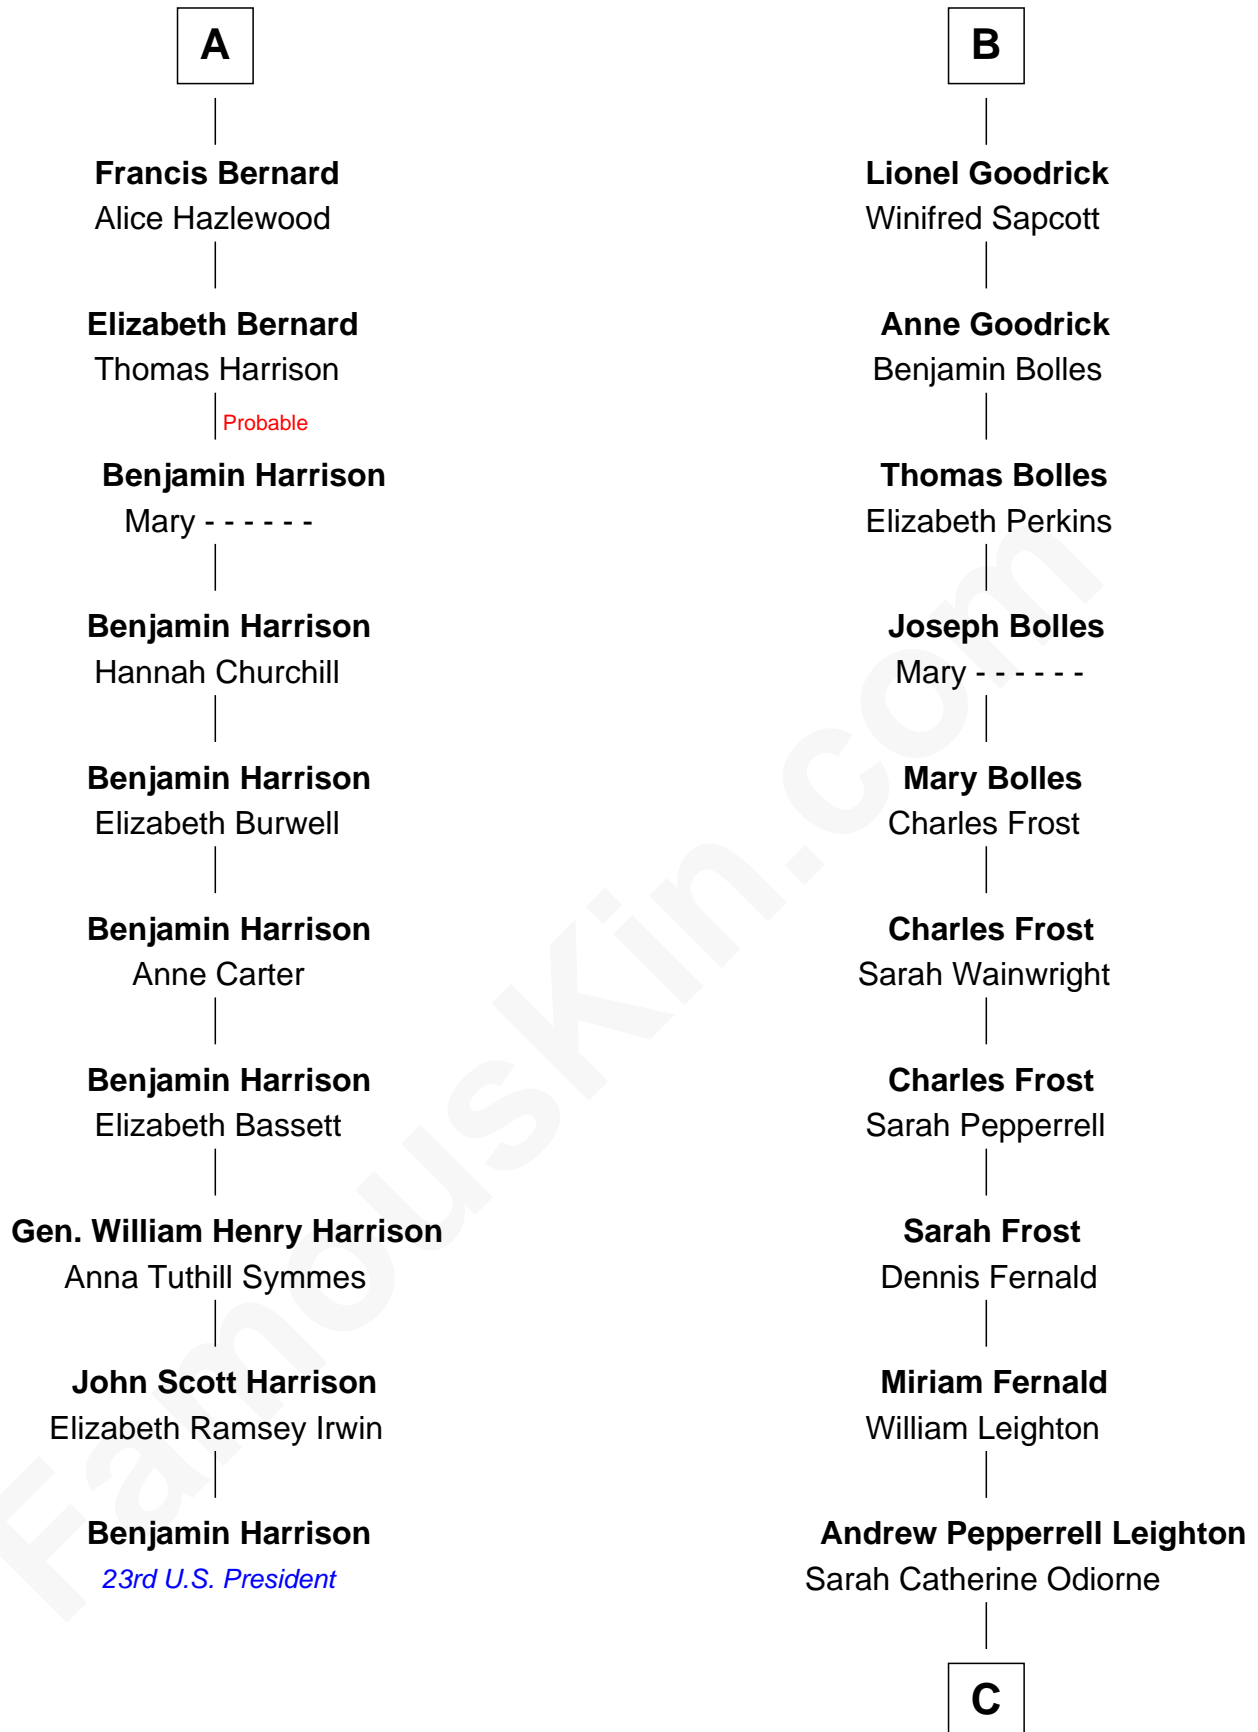 A
Francis Bernard
Alice Hazlewood
Elizabeth Bernard
Thomas Harrison
Probable
Benjamin Harrison
Mary - - - - - -
Benjamin Harrison
Hannah Churchill
Benjamin Harrison
Elizabeth Burwell
Benjamin Harrison
Anne Carter
Benjamin Harrison
Elizabeth Bassett
Gen. William Henry Harrison
Anna Tuthill Symmes
John Scott Harrison
Elizabeth Ramsey Irwin
Benjamin Harrison
23rd U.S. President
B
Lionel Goodrick
Winifred Sapcott
Anne Goodrick
Benjamin Bolles
Thomas Bolles
Elizabeth Perkins
Joseph Bolles
Mary - - - - - -
Mary Bolles
Charles Frost
Charles Frost
Sarah Wainwright
Charles Frost
Sarah Pepperrell
Sarah Frost
Dennis Fernald
Miriam Fernald
William Leighton
Andrew Pepperrell Leighton
Sarah Catherine Odiorne
C
FamousKin.com